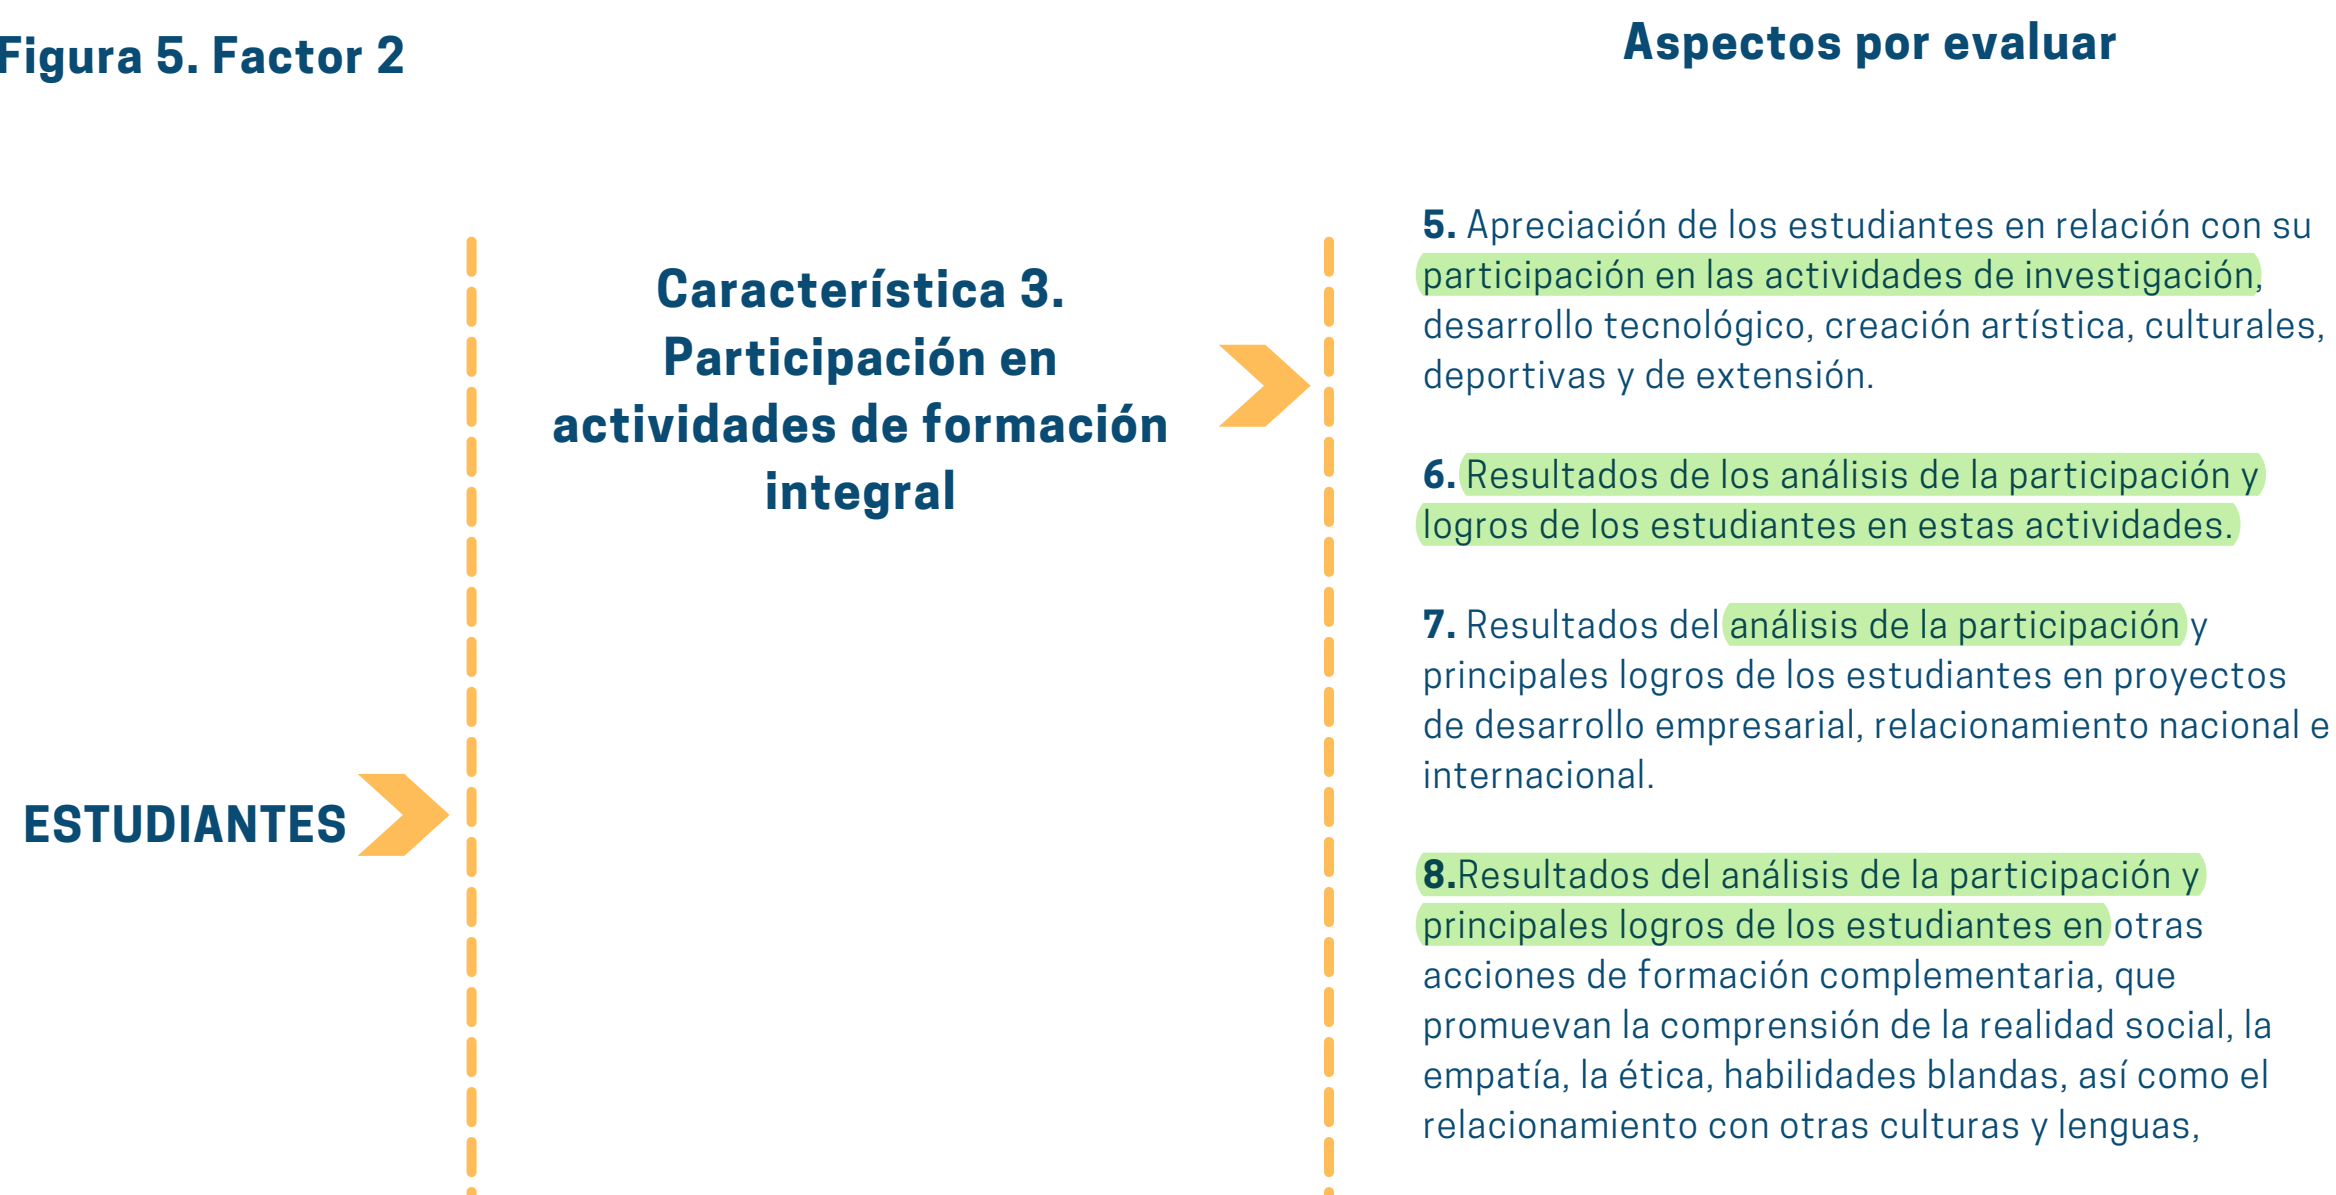 Figura 5. Factor 2
Aspectos por evaluar
ESTUDIANTES
Característica 3.
Participación en
actividades de formación
integral
5. Apreciación de los estudiantes en relación con su
participación en las actividades de investigación,
desarrollo tecnológico, creación artística, culturales,
deportivas y de extensión.
6. Resultados de los análisis de la participación y
logros de los estudiantes en estas actividades.
7. Resultados del análisis de la participación y
principales logros de los estudiantes en proyectos
de desarrollo empresarial, relacionamiento nacional e
internacional.
8.Resultados del análisis de la participación y
principales logros de los estudiantes en otras
acciones de formación complementaria, que
promuevan la comprensión de la realidad social, la
empatía, la ética, habilidades blandas, así como el
relacionamiento con otras culturas y lenguas,